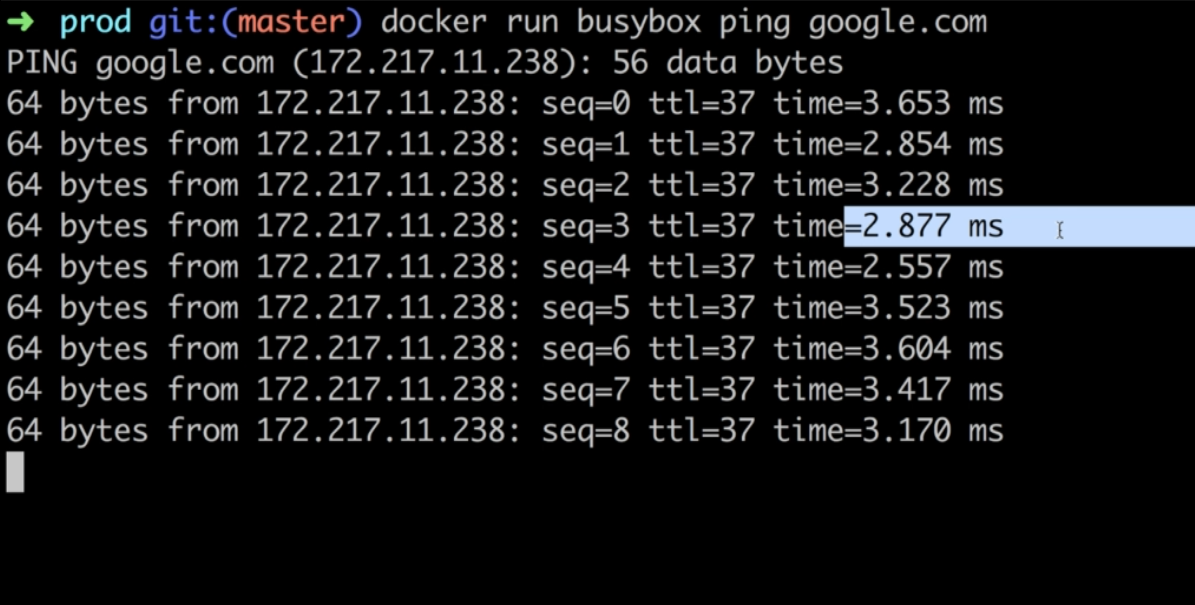 ➜ prod git:(master) docker run busybox ping google.com
PING google.com (172.217.11.238): 56 data bytes
64 bytes from 172.217.11.238: seq=0 ttl=37 time=3.653 ms
64 bytes from 172.217.11.238: seq=1 ttl=37 time=2.854 ms
64 bytes from 172.217.11.238: seq=2 ttl=37 time=3.228 ms
64 bytes from 172.217.11.238: seq=3 ttl=37 time=2.877 ms
64 bytes from 172.217.11.238: seq=4 ttl=37 time=2.557 ms
64 bytes from 172.217.11.238: seq=5 ttl=37 time=3.523 ms
64 bytes from 172.217.11.238: seq=6 ttl=37 time=3.604 ms
64 bytes from 172.217.11.238: seq=7 ttl=37 time=3.417 ms
64 bytes from 172.217.11.238: seq=8 ttl=37 time=3.170 ms